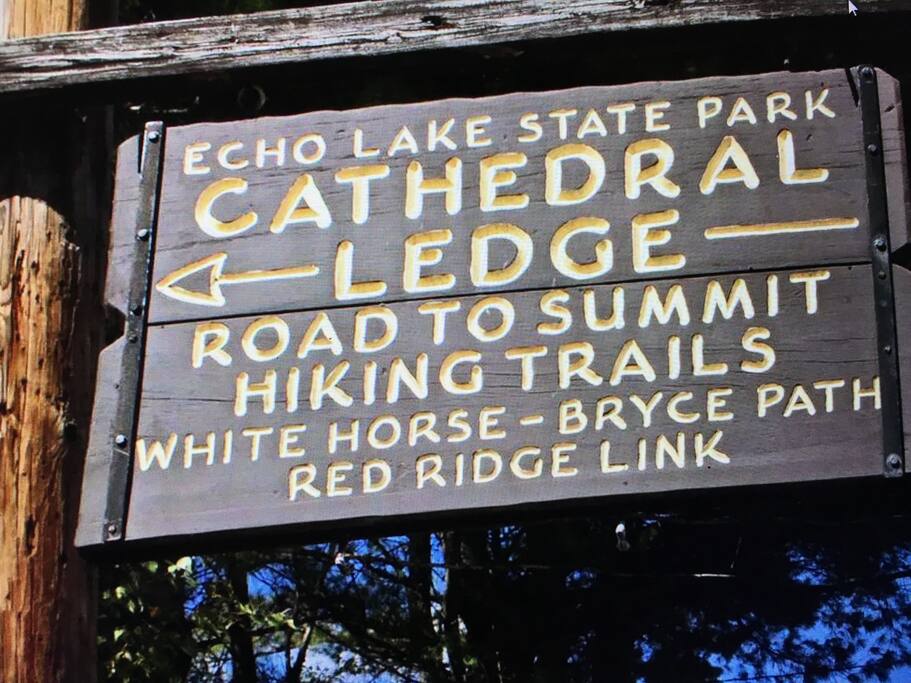 ECHO LAKE STATE PARK
CATHEDRAL
LEDGE
ROAD TO SUMMIT
HIKING TRAILS
WHITE HORSE-BRYCE PATH
RED RIDGE LINK